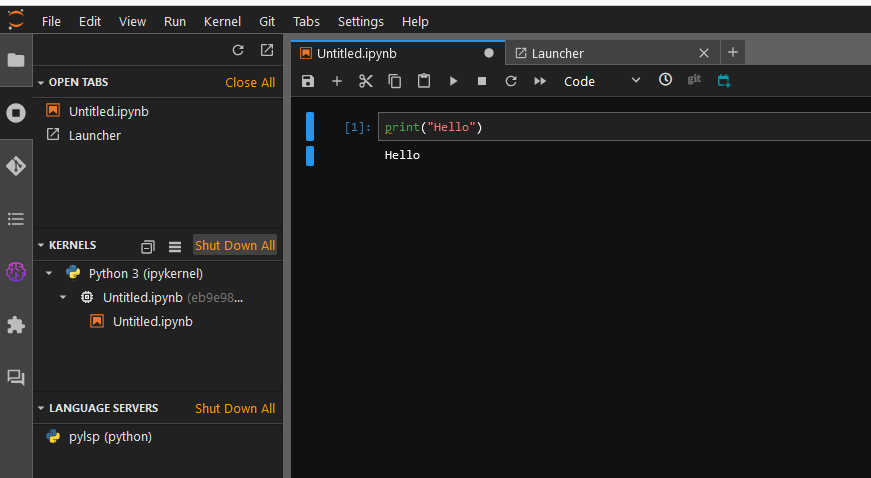 File Edit View Run Kernel Git Tabs Settings Help
OPEN TABS Close All
Untitled.ipynb
Launcher
KERNELS Shut Down All
Python 3 (ipykernel)
Untitled.ipynb (eb9e98...
Untitled.ipynb
LANGUAGE SERVERS Shut Down All
pylsp (python)
Untitled.ipynb Launcher
Code git
[1]: print("Hello")
Hello